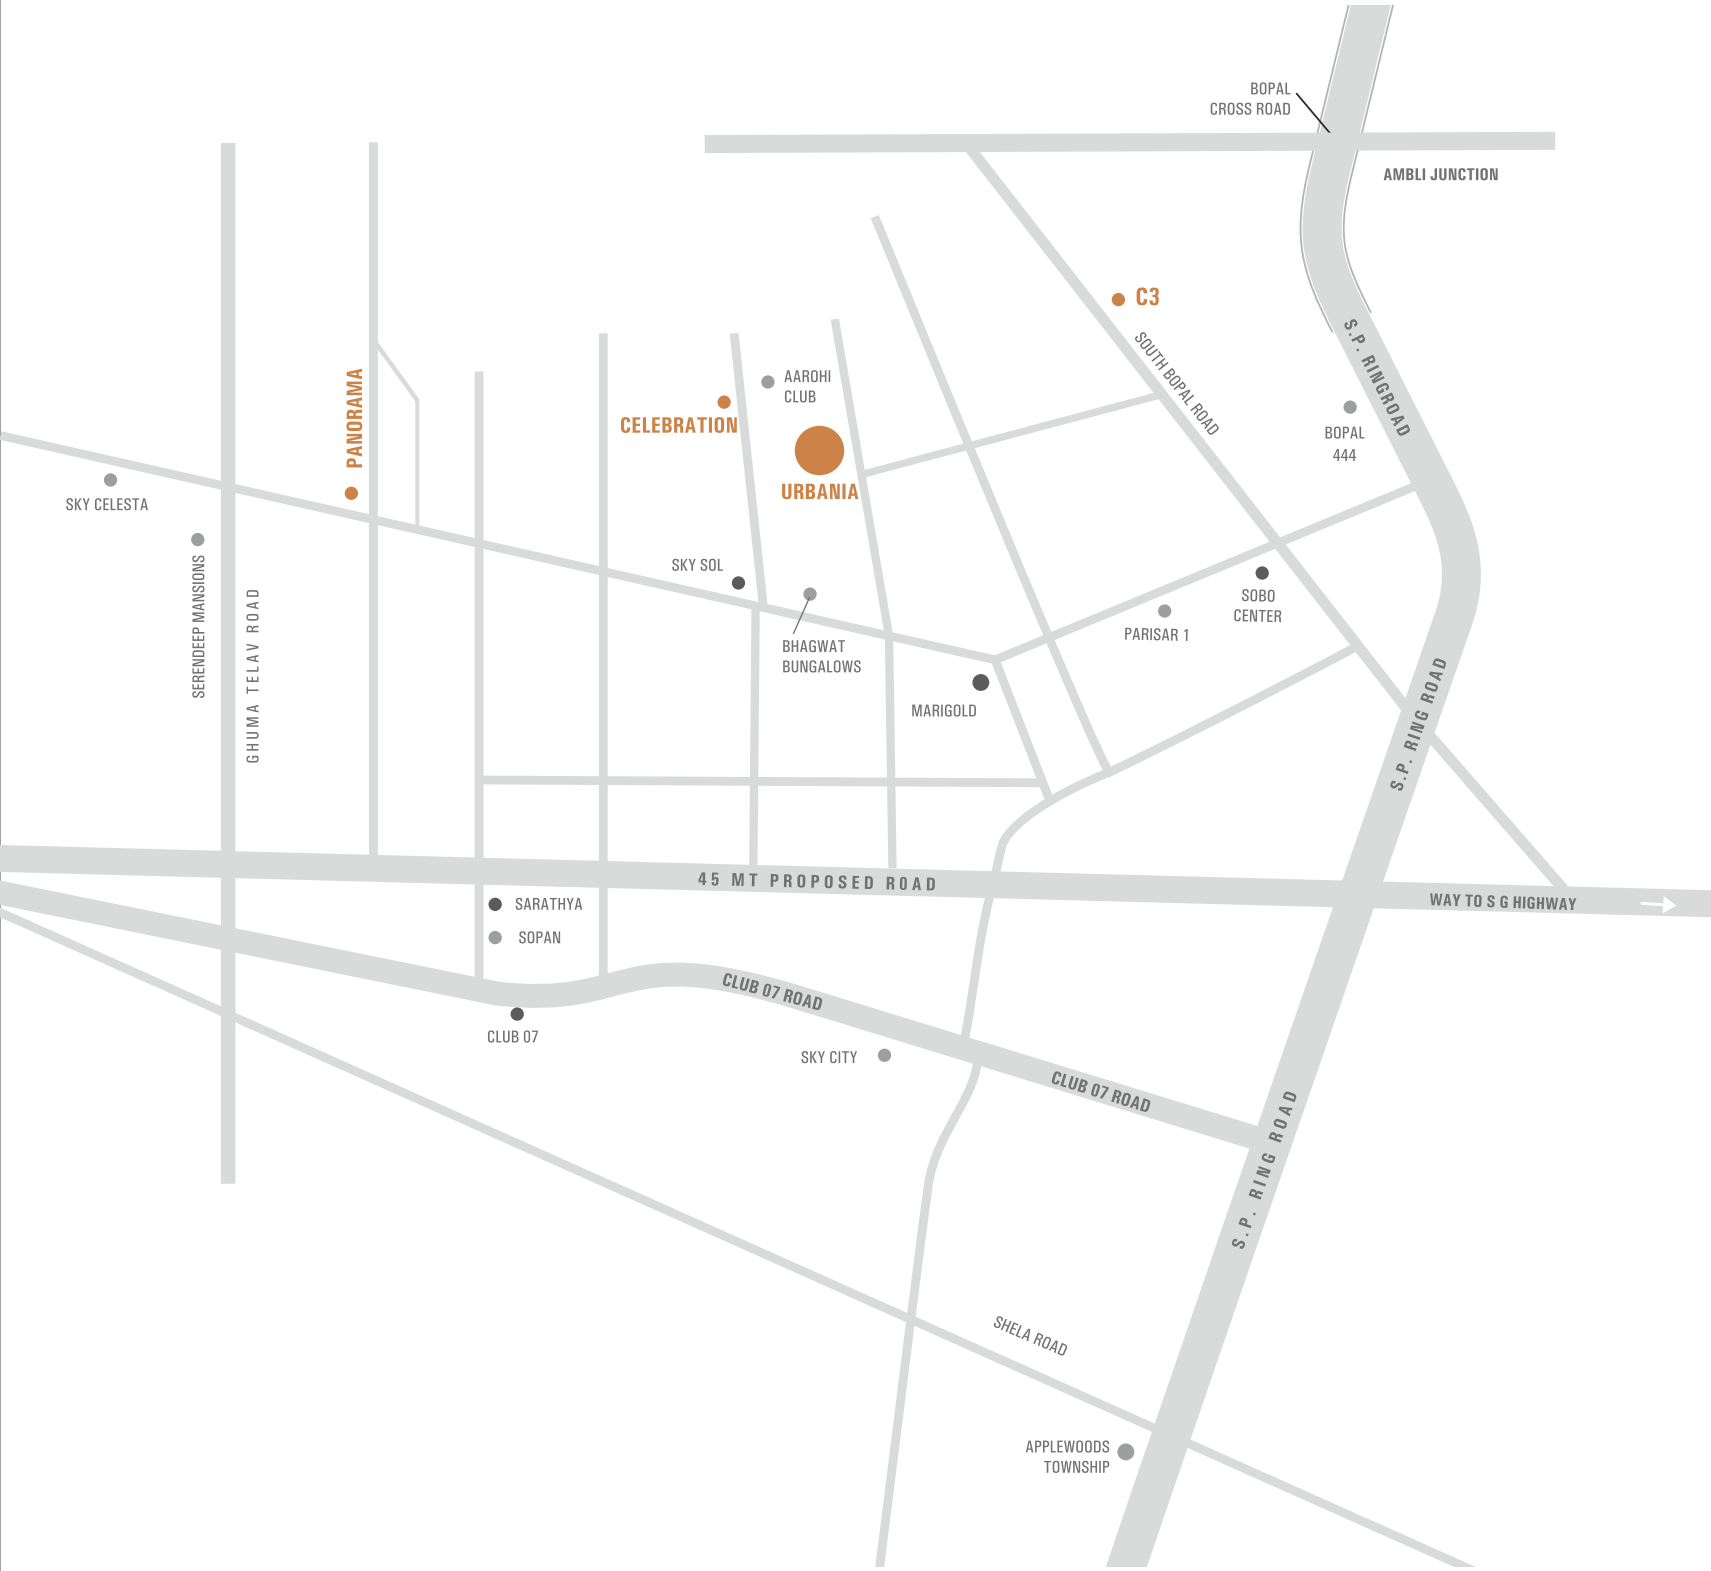 BOPAL
CROSS ROAD
AMBLI JUNCTION
C3
S.P. RINGROAD
SOUTH BOPAL ROAD
PANORAMA
AAROHI
CLUB
CELEBRATION
BOPAL
444
URBANIA
SKY CELESTA
SERENDEEP MANSIONS
GHUMA TELAV ROAD
SKY SOL
SOBO
CENTER
PARISAR 1
BHAGWAT
BUNGALOWS
MARIGOLD
S.P. RING ROAD
45 MT PROPOSED ROAD
WAY TO S G HIGHWAY
SARATHYA
SOPAN
CLUB 07 ROAD
CLUB 07
SKY CITY
CLUB 07 ROAD
S.P. RING ROAD
SHELA ROAD
APPLEWOODS
TOWNSHIP